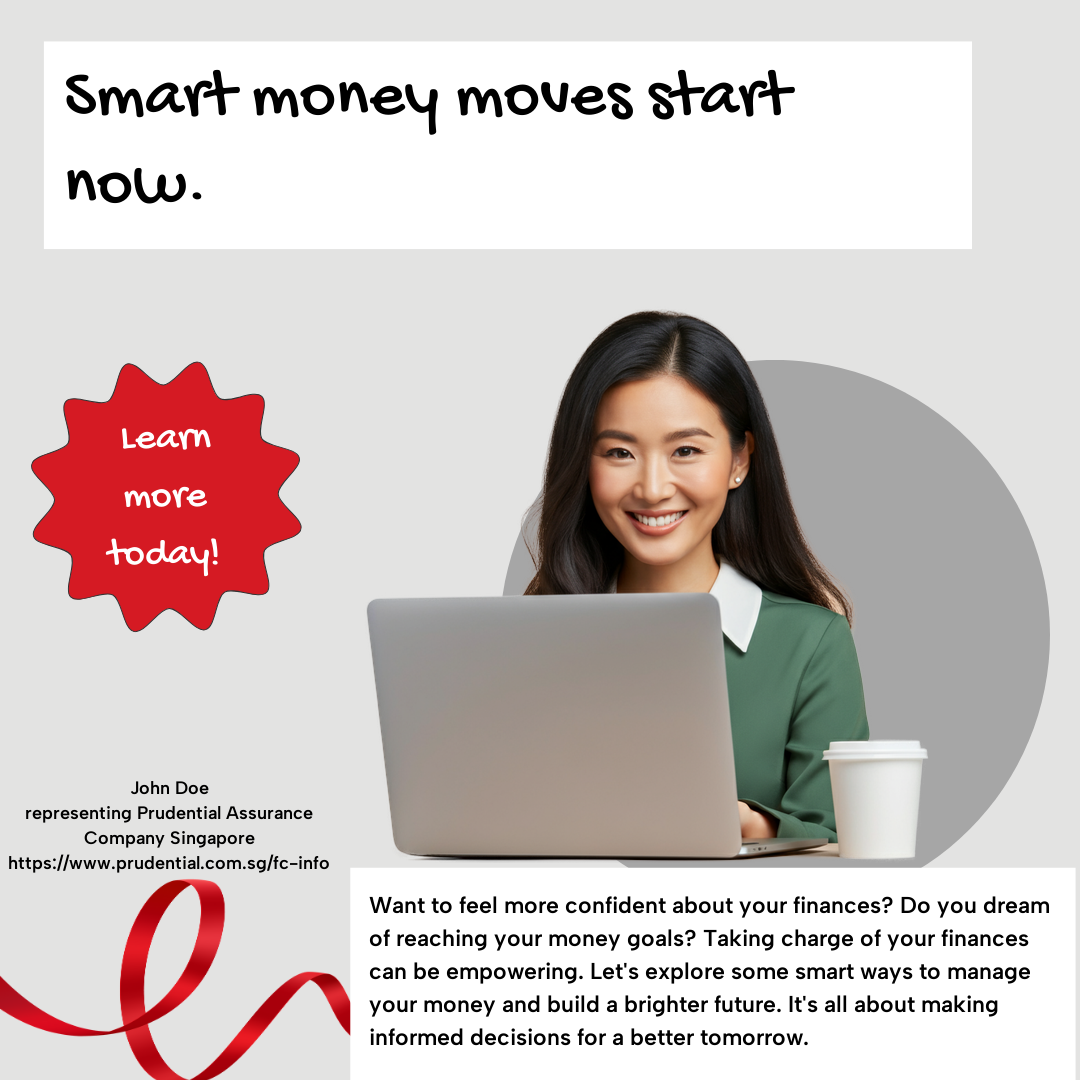 Smart money moves start
now.
Learn
more
today!
John Doe
representing Prudential Assurance
Company Singapore
https://www.prudential.com.sg/fc-info
Want to feel more confident about your finances? Do you dream
of reaching your money goals? Taking charge of your finances
can be empowering. Let's explore some smart ways to manage
your money and build a brighter future. It's all about making
informed decisions for a better tomorrow.